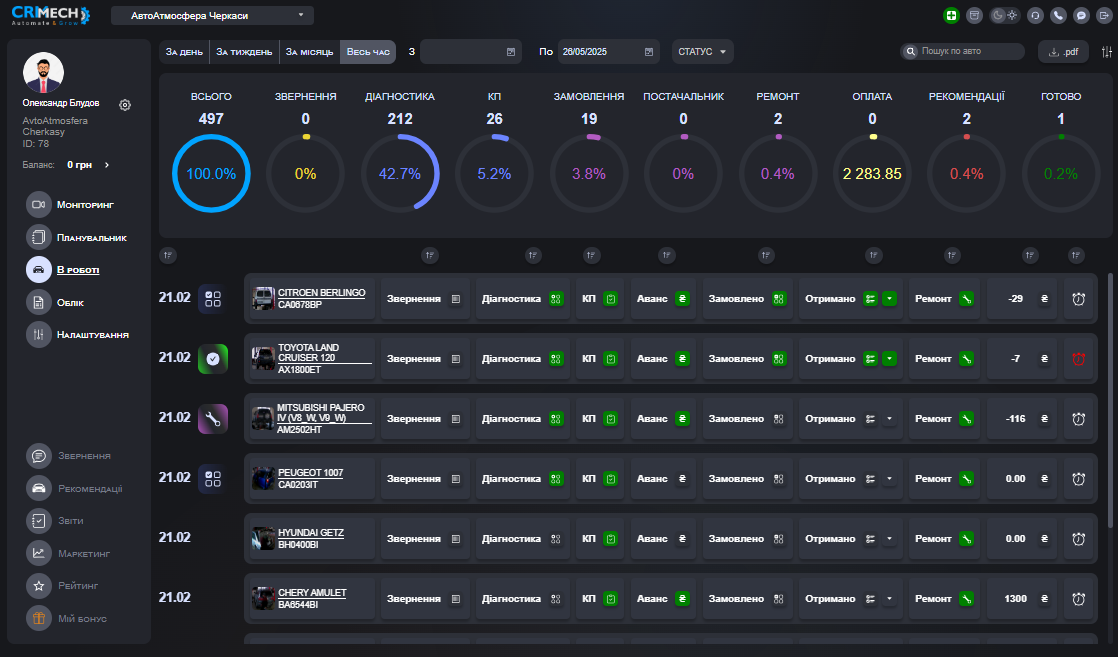 CRMECH
Automate & Grow
АвтоАтмосфера Черкаси
Олександр Блудов
AvtoAtmosfera
Cherkasy
ID: 78
Баланс: 0 грн
Моніторинг
Планувальник
В роботі
Облік
Налаштування
Звернення
Рекомендації
Звіти
Маркетинг
Рейтинг
Мій бонус
За день За тиждень За місяць Весь час З По 26/05/2025 СТАТУС Пошук по авто .pdf
ВСЬОГО ЗВЕРНЕННЯ ДІАГНОСТИКА КП ЗАМОВЛЕННЯ ПОСТАЧАЛЬНИК РЕМОНТ ОПЛАТА РЕКОМЕНДАЦІЇ ГОТОВО
497 0 212 26 19 0 2 0 2 1
100.0% 0% 42.7% 5.2% 3.8% 0% 0.4% 2 283.85 0.4% 0.2%
21.02 CITROEN BERLINGO
CA0678BP
Звернення Діагностика КП Аванс ₴ Замовлено Отримано Ремонт -29 ₴
21.02 TOYOTA LAND
CRUISER 120
AX1800ET
Звернення Діагностика КП Аванс ₴ Замовлено Отримано Ремонт -7 ₴
21.02 MITSUBISHI PAJERO
IV (V8_W, V9_W)
AM2502HT
Звернення Діагностика КП Аванс ₴ Замовлено Отримано Ремонт -116 ₴
21.02 PEUGEOT 1007
CA0203IT
Звернення Діагностика КП Аванс ₴ Замовлено Отримано Ремонт 0.00 ₴
21.02 HYUNDAI GETZ
BH0400BI
Звернення Діагностика КП Аванс ₴ Замовлено Отримано Ремонт 0.00 ₴
21.02 CHERY AMULET
BA6544BI
Звернення Діагностика КП Аванс ₴ Замовлено Отримано Ремонт 1300 ₴